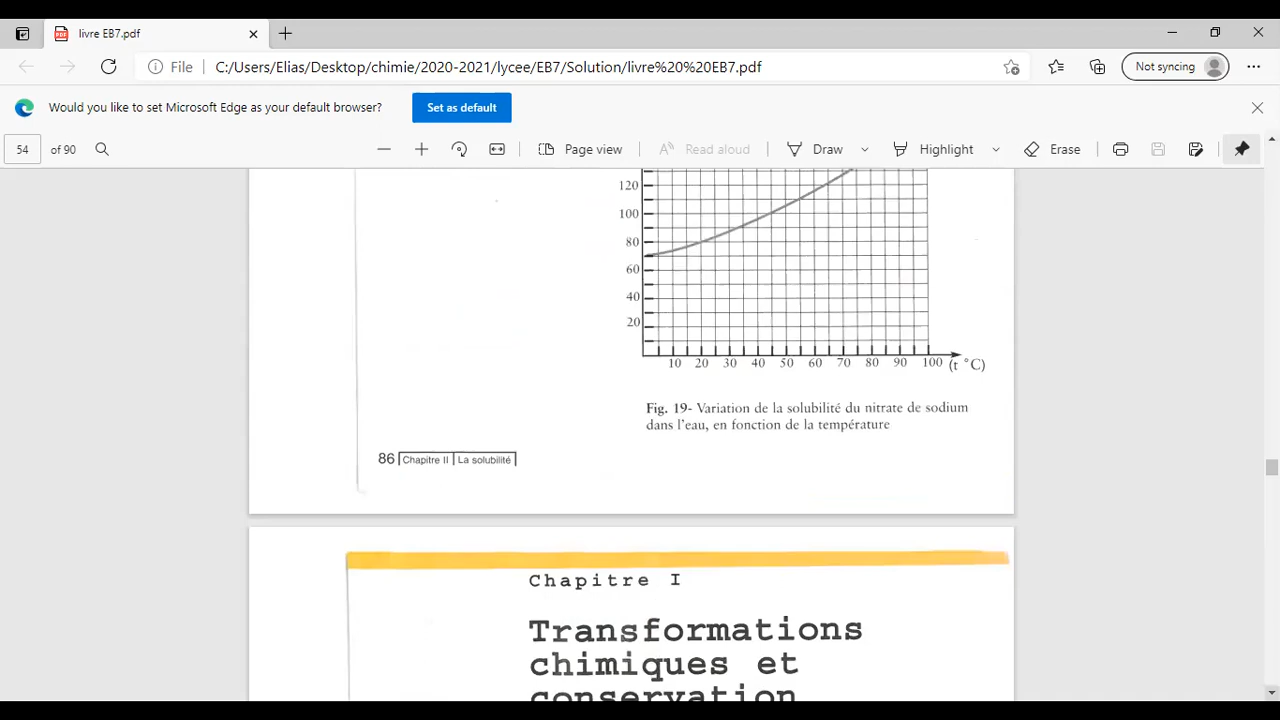 livre EB7.pdf
File C:/Users/Elias/Desktop/chimie/2020-2021/lycee/EB7/Solution/livre%20%20EB7.pdf Not syncing
Would you like to set Microsoft Edge as your default browser? Set as default
54 of 90 Page view Read aloud Draw Highlight Erase
120
100
80
60
40
20
10 20 30 40 50 60 70 80 90 100 (t °C)
Fig. 19- Variation de la solubilité du nitrate de sodium
dans l'eau, en fonction de la température
86 Chapitre II La solubilité
Chapitre I
Transformations
chimiques et
conservation